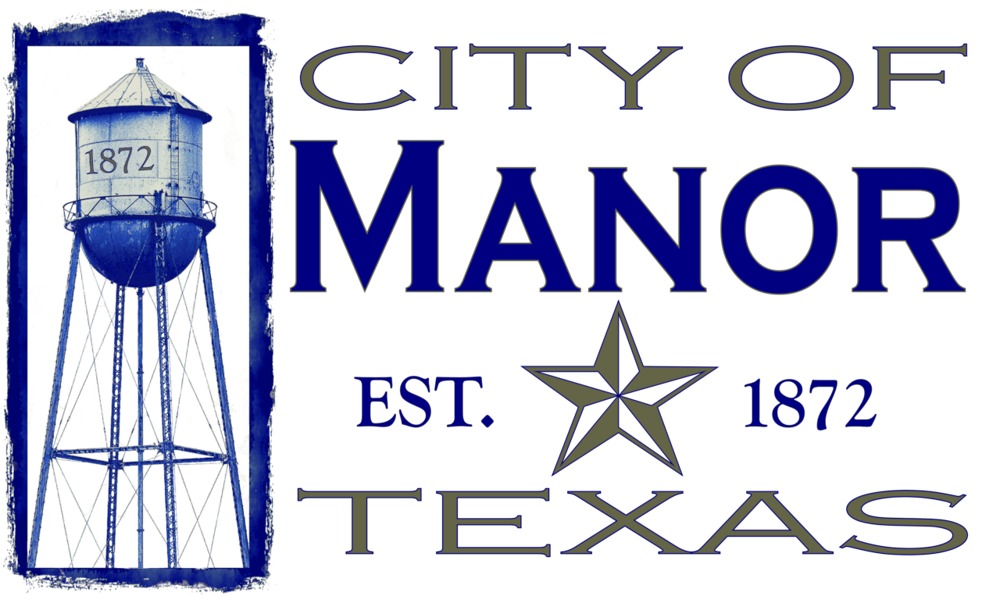 1872
CITY OF
MANOR
EST. 1872
TEXAS